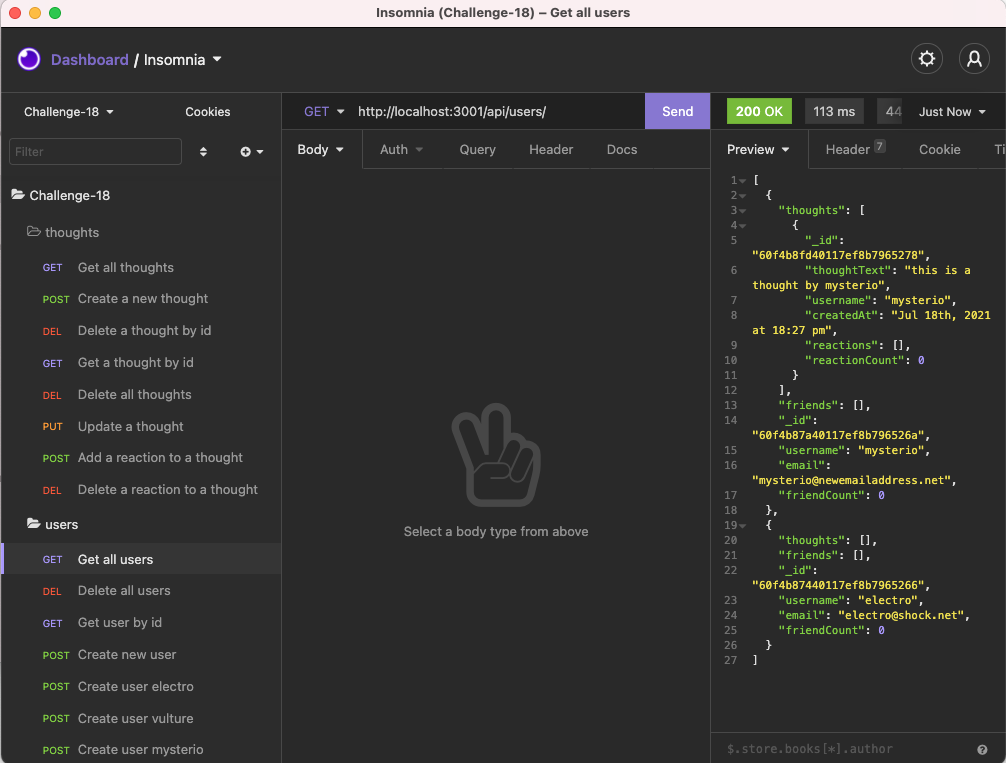 Insomnia (Challenge-18) – Get all users
Dashboard / Insomnia
Challenge-18
Cookies
Filter
Challenge-18
thoughts
GET Get all thoughts
POST Create a new thought
DEL Delete a thought by id
GET Get a thought by id
DEL Delete all thoughts
PUT Update a thought
POST Add a reaction to a thought
DEL Delete a reaction to a thought
users
GET Get all users
DEL Delete all users
GET Get user by id
POST Create new user
POST Create user electro
POST Create user vulture
POST Create user mysterio
GET http://localhost:3001/api/users/ Send
Body Auth Query Header Docs
Select a body type from above
200 OK 113 ms 44 Just Now
Preview Header 7 Cookie Ti
1 [
2 {
3 "thoughts": [
4 {
5 "_id":
"60f4b8fd40117ef8b7965278",
6 "thoughtText": "this is a
thought by mysterio",
7 "username": "mysterio",
8 "createdAt": "Jul 18th, 2021
at 18:27 pm",
9 "reactions": [],
10 "reactionCount": 0
11 }
12 ],
13 "friends": [],
14 "_id":
"60f4b87a40117ef8b796526a",
15 "username": "mysterio",
16 "email":
"mysterio@newemailaddress.net",
17 "friendCount": 0
18 },
19 {
20 "thoughts": [],
21 "friends": [],
22 "_id":
"60f4b87440117ef8b7965266",
23 "username": "electro",
24 "email": "electro@shock.net",
25 "friendCount": 0
26 }
27 ]
$.store.books[*].author